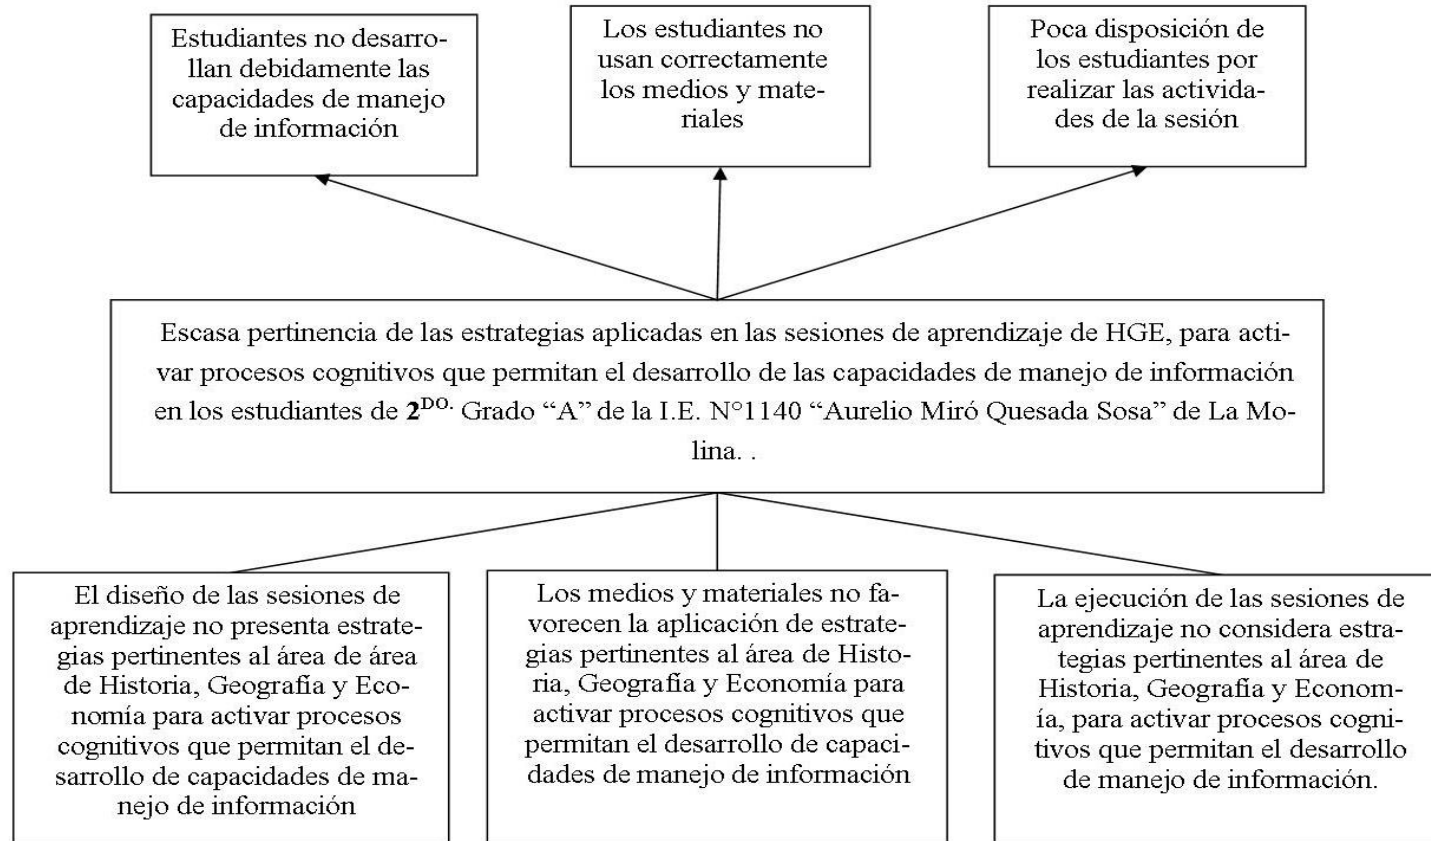 Estudiantes no desarro-
llan debidamente las
capacidades de manejo
de información
Los estudiantes no
usan correctamente
los medios y mate-
riales
Poca disposición de
los estudiantes por
realizar las activida-
des de la sesión
Escasa pertinencia de las estrategias aplicadas en las sesiones de aprendizaje de HGE, para acti-
var procesos cognitivos que permitan el desarrollo de las capacidades de manejo de información
en los estudiantes de 2DO. Grado “A” de la I.E. N°1140 “Aurelio Miró Quesada Sosa” de La Mo-
lina. .
El diseño de las sesiones de
aprendizaje no presenta estrate-
gias pertinentes al área de área
de Historia, Geografía y Eco-
nomía para activar procesos
cognitivos que permitan el de-
sarrollo de capacidades de ma-
nejo de información
Los medios y materiales no fa-
vorecen la aplicación de estrate-
gias pertinentes al área de Histo-
ria, Geografía y Economía para
activar procesos cognitivos que
permitan el desarrollo de capaci-
dades de manejo de información
La ejecución de las sesiones de
aprendizaje no considera estra-
tegias pertinentes al área de
Historia, Geografía y Econom-
ía, para activar procesos cogni-
tivos que permitan el desarrollo
de manejo de información.